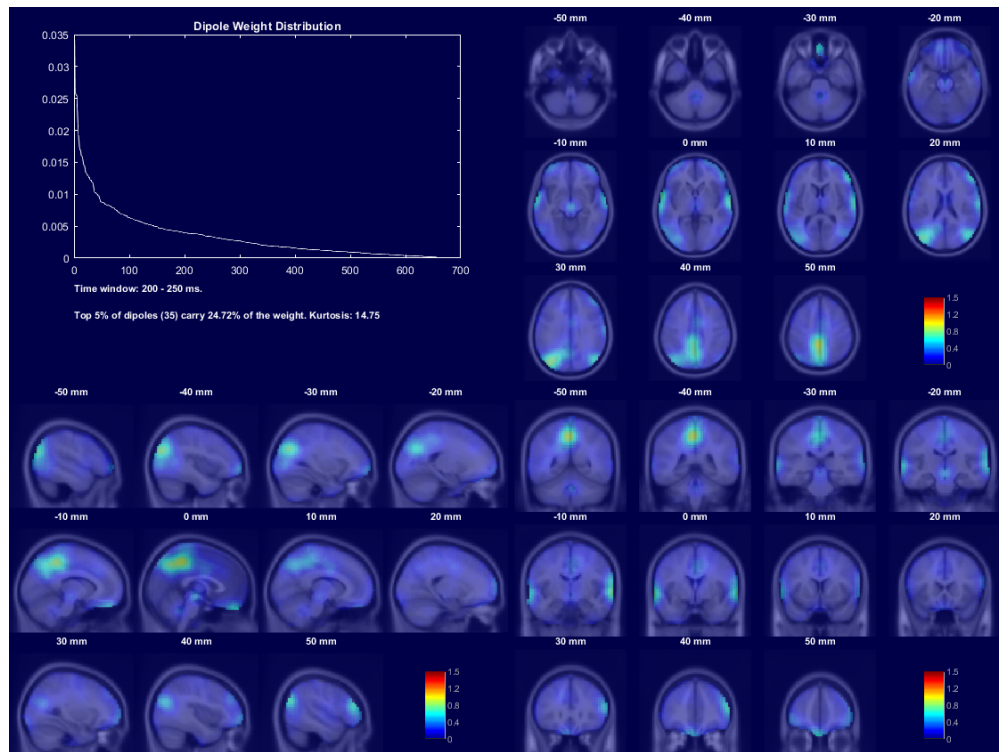 Dipole Weight Distribution
0.035
0.03
0.025
0.02
0.015
0.01
0.005
0
0 100 200 300 400 500 600 700
Time window: 200 - 250 ms.
Top 5% of dipoles (35) carry 24.72% of the weight. Kurtosis: 14.75
-50 mm -40 mm -30 mm -20 mm
-10 mm 0 mm 10 mm 20 mm
30 mm 40 mm 50 mm
1.5
1.2
0.8
0.4
0
-50 mm -40 mm -30 mm -20 mm
-10 mm 0 mm 10 mm 20 mm
30 mm 40 mm 50 mm
1.5
1.2
0.8
0.4
0
-50 mm -40 mm -30 mm -20 mm
-10 mm 0 mm 10 mm 20 mm
30 mm 40 mm 50 mm
1.5
1.2
0.8
0.4
0